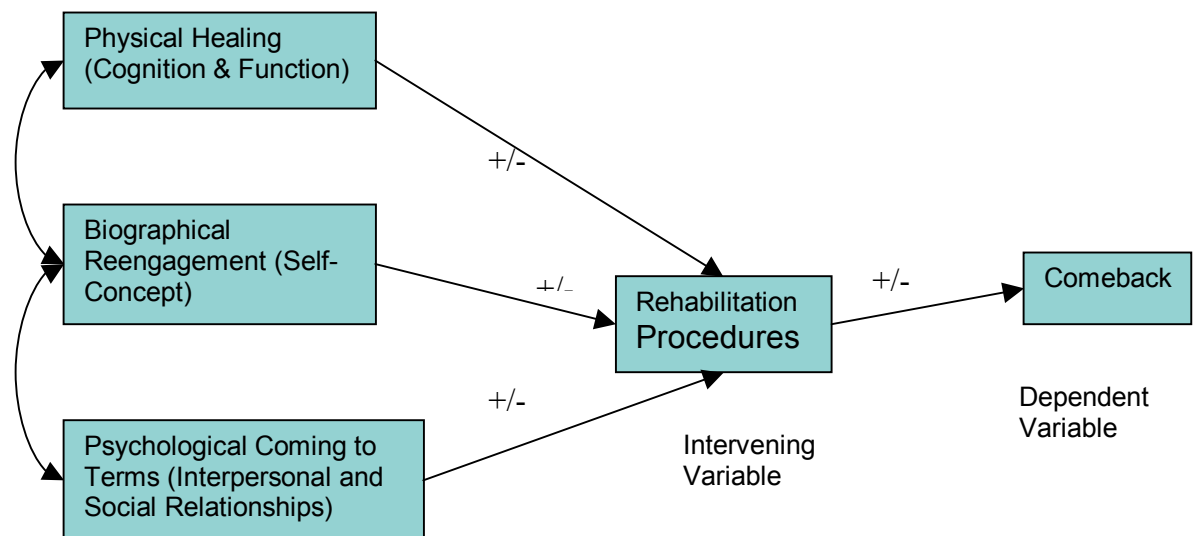 Physical Healing
(Cognition & Function)
+/-
Biographical
Reengagement (Self-
Concept)
+/-
Rehabilitation
Procedures
+/-
Comeback
+/-
Psychological Coming to
Terms (Interpersonal and
Social Relationships)
Intervening
Variable
Dependent
Variable